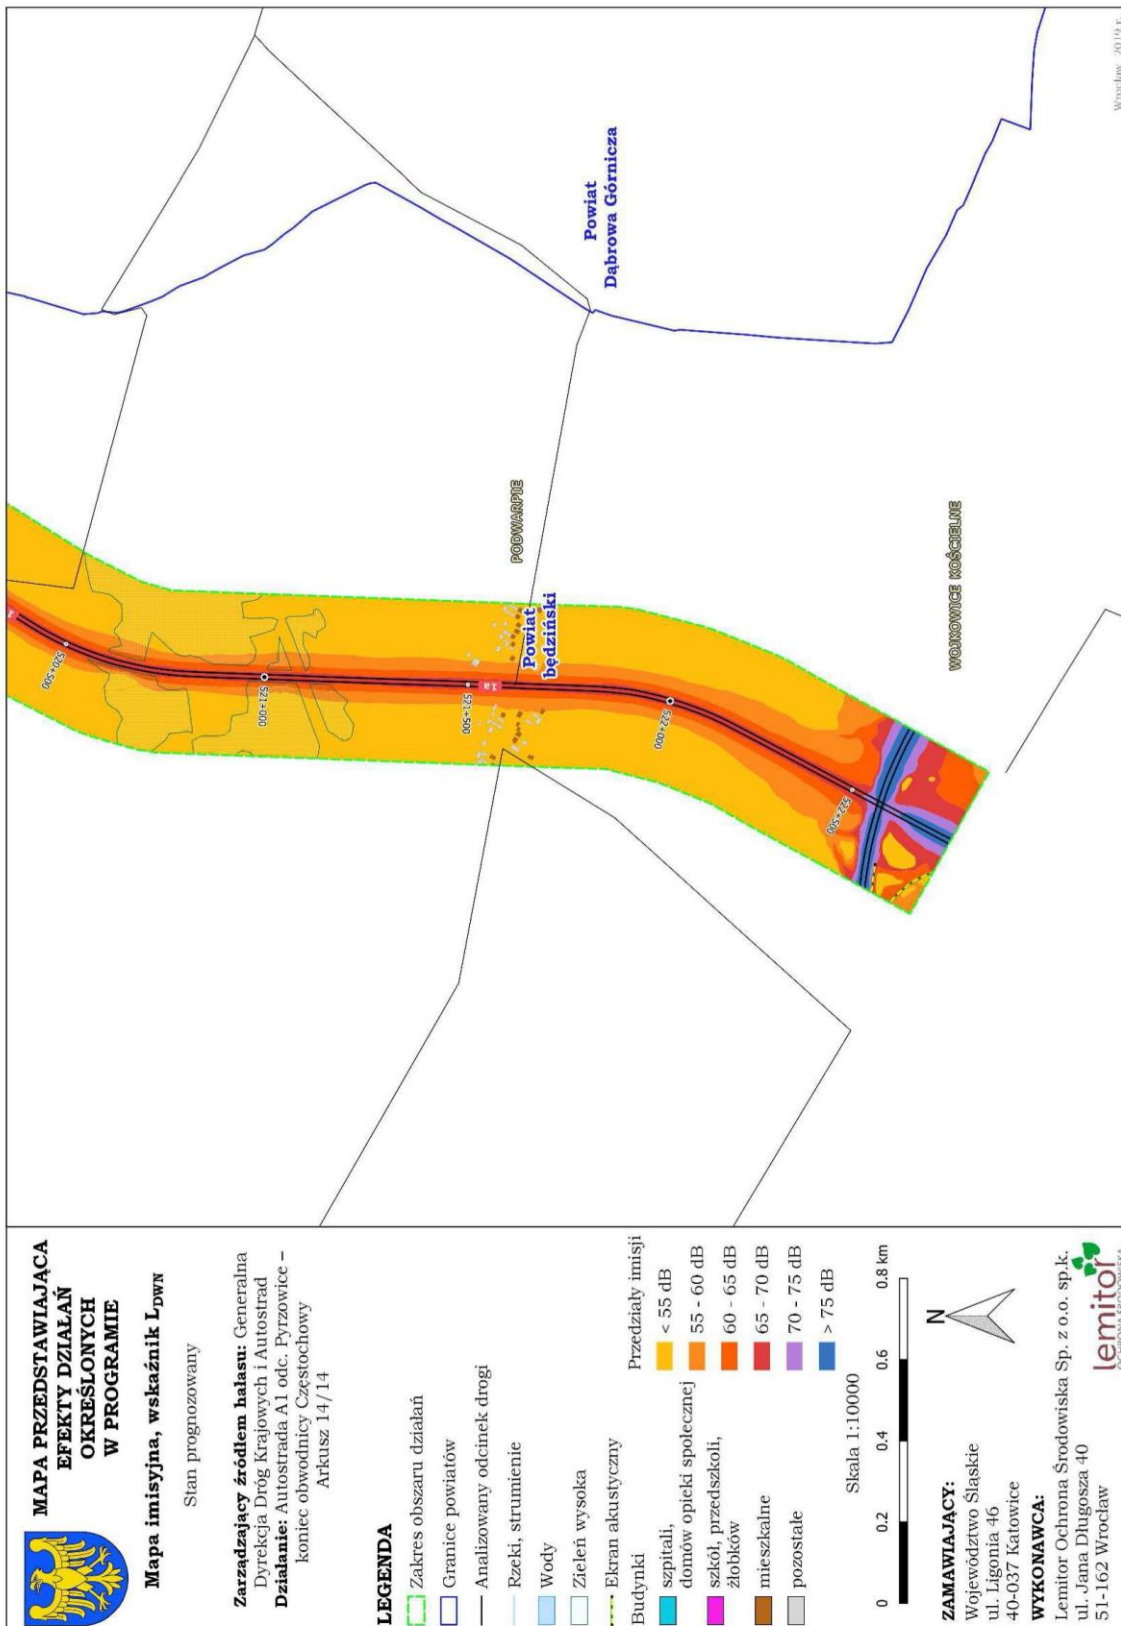 MAPA PRZEDSTAWIAJĄCA
EFEKTY DZIAŁAŃ
OKREŚLONYCH
W PROGRAMIE
Mapa imisyjna, wskaźnik LDWN
Stan prognozowany
Zarządzający źródłem hałasu: Generalna
Dyrekcja Dróg Krajowych i Autostrad
Działanie: Autostrada A1 odc. Pyrzowice –
koniec obwodnicy Częstochowy
Arkusz 14/14
LEGENDA
Zakres obszaru działań
Granice powiatów
Analizowany odcinek drogi
Rzeki, strumienie
Wody
Zieleń wysoka
Ekran akustyczny
Budynki
szpitali,
domów opieki społecznej
szkół, przedszkoli,
żłobków
mieszkalne
pozostałe
Przedziały imisji
< 55 dB
55 - 60 dB
60 - 65 dB
65 - 70 dB
70 - 75 dB
> 75 dB
Skala 1:10000
0 0.2 0.4 0.6 0.8 km
N
ZAMAWIAJĄCY:
Województwo Śląskie
ul. Ligonia 46
40-037 Katowice
WYKONAWCA:
Lemitor Ochrona Środowiska Sp. z o.o. sp.k.
ul. Jana Długosza 40
51-162 Wrocław
lemitor
OCHRONA ŚRODOWISKA
1
520+500
521+000
521+500
1a
522+000
522+500
PODWARPIE
Powiat
będziński
Powiat
Dąbrowa Górnicza
WOJKOWICE KOŚCIELNE
Wrocław, 2019 r.